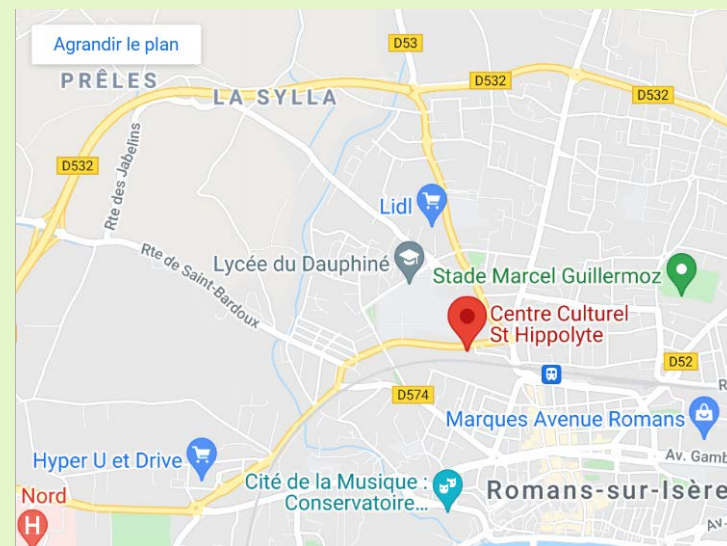 Agrandir le plan
D53
PRÊLES
D532
D532
LA SYLLA
D532
Rte des Jabelins
Lidl
Rte de Saint-Bardoux
Lycée du Dauphiné
Stade Marcel Guillermoz
Centre Culturel
St Hippolyte
D52
R
D574
Marques Avenue Romans
Hyper U et Drive
Av. Gamb
Cité de la Musique :
Conservatoire...
Romans-sur-Isère
Nord
H
Av-